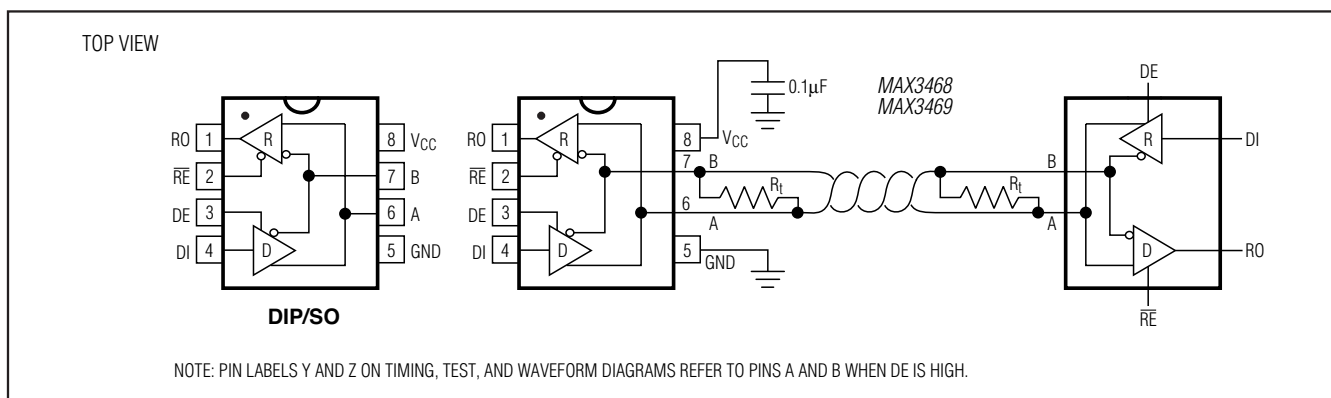 TOP VIEW
RO 1
R
8 VCC
RE 2
7 B
DE 3
6 A
DI 4
D
5 GND
DIP/SO
RO 1
R
8
VCC
0.1µF
RE 2
7 B
DE 3
6
A
DI 4
D
5
GND
Rt
MAX3468
MAX3469
Rt
DE
B
R
DI
A
D
RO
RE
NOTE: PIN LABELS Y AND Z ON TIMING, TEST, AND WAVEFORM DIAGRAMS REFER TO PINS A AND B WHEN DE IS HIGH.